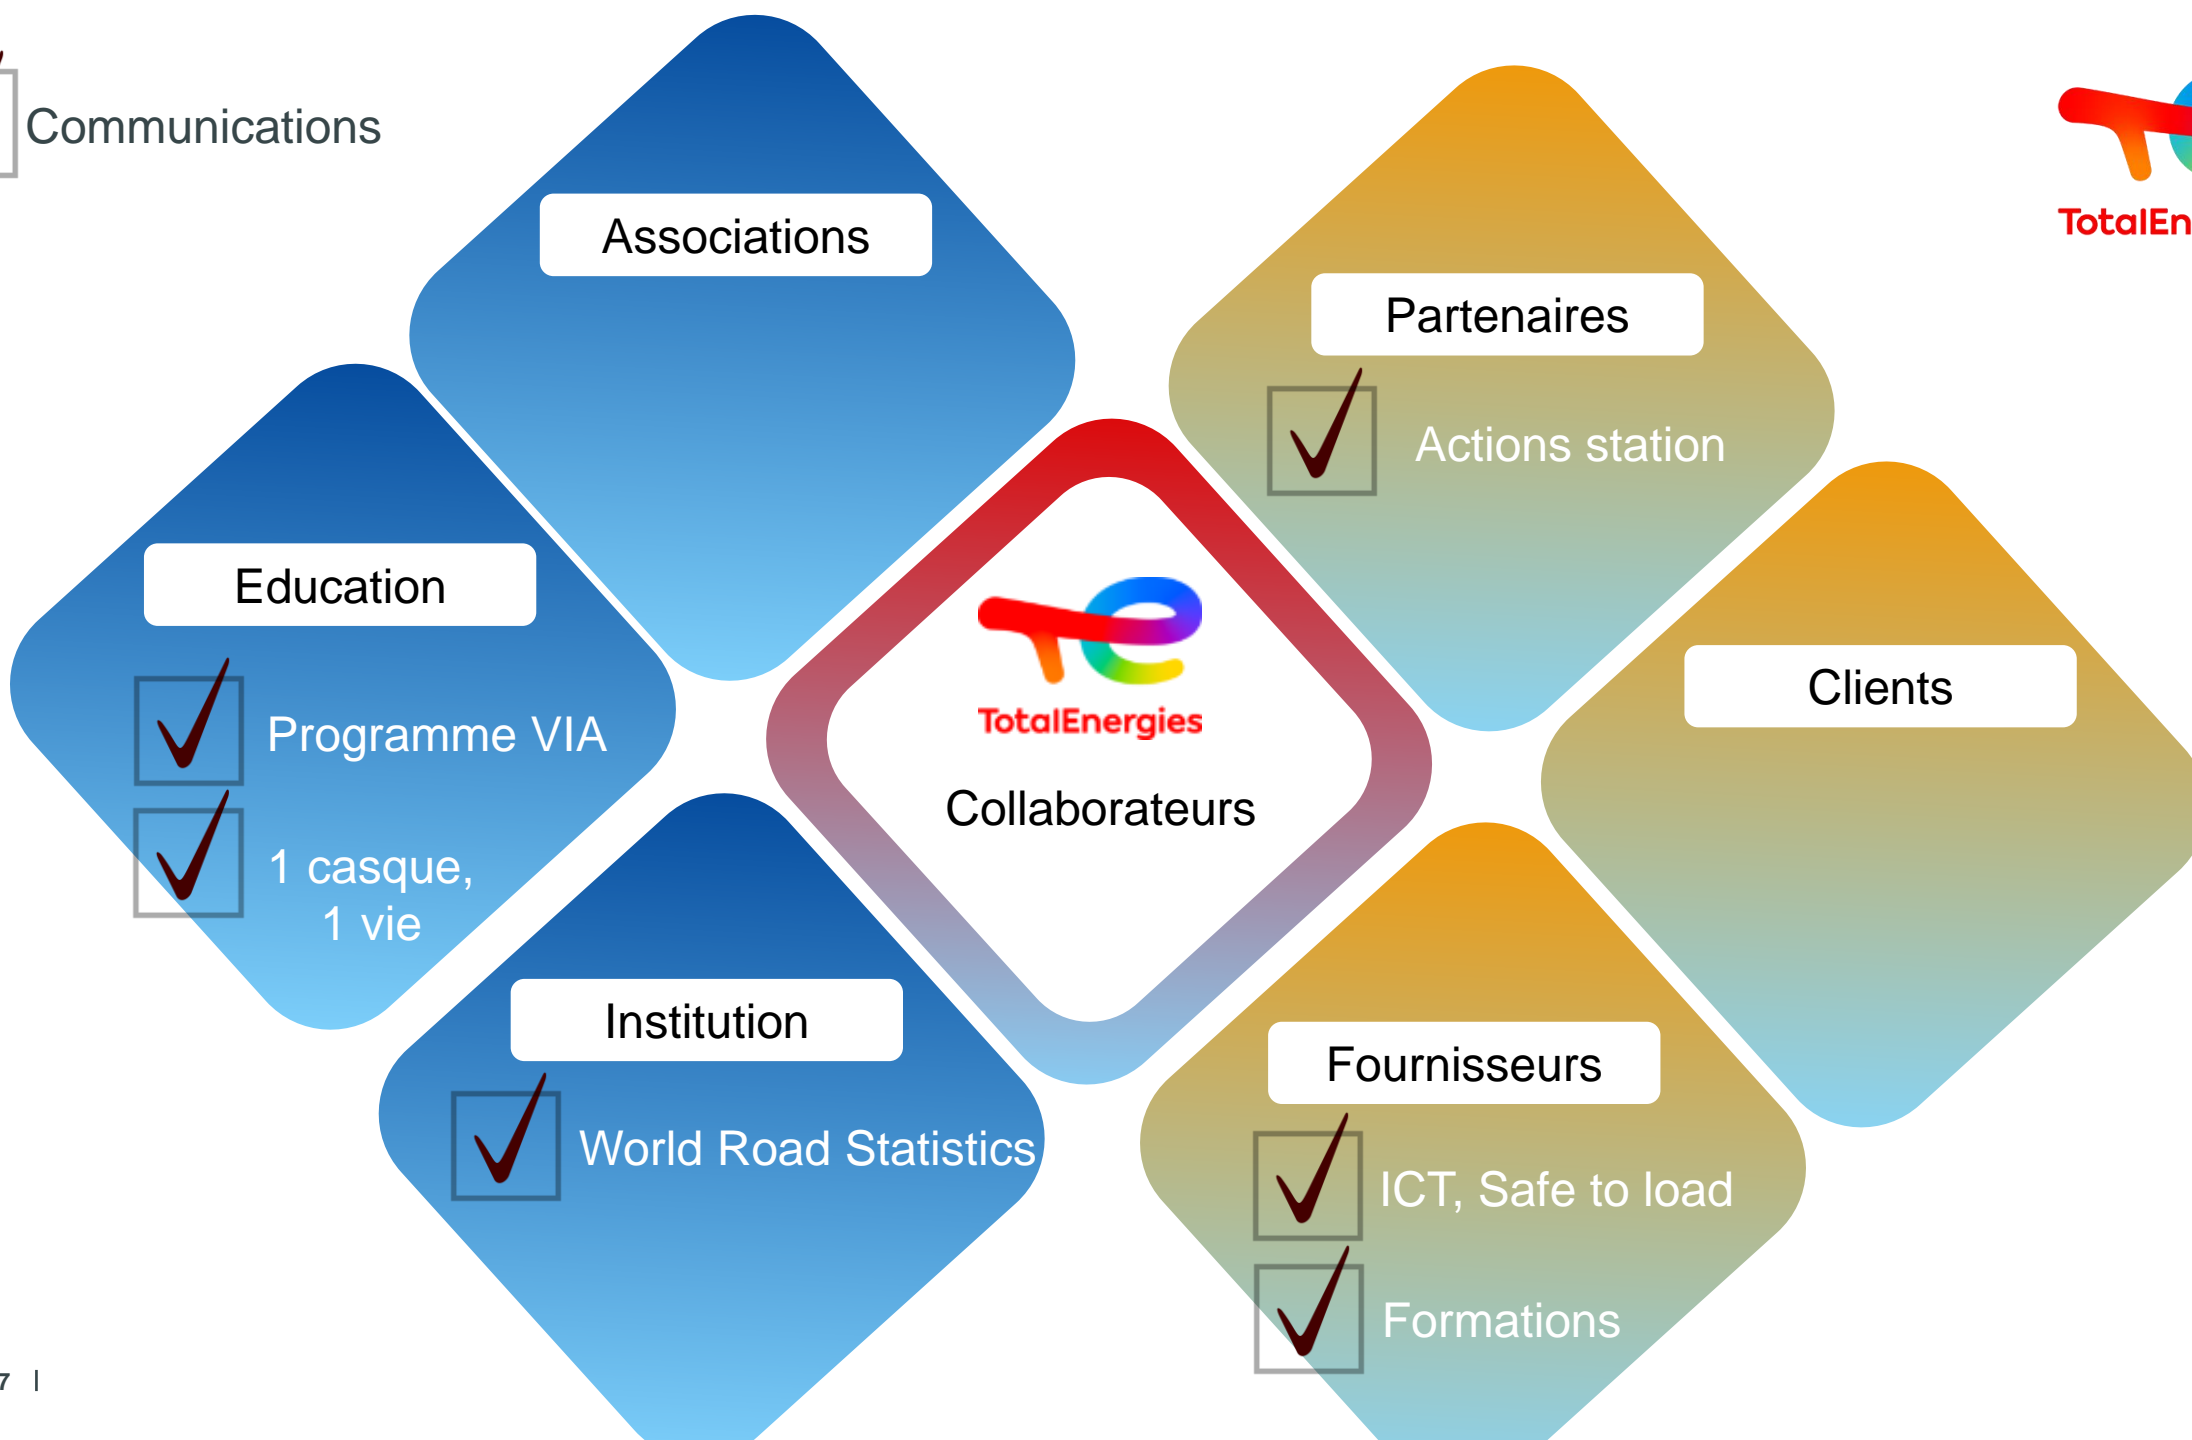 Communications
TotalEn
Associations
Partenaires
Actions station
Education
Programme VIA
1 casque,
1 vie
TotalEnergies
Collaborateurs
Clients
Institution
World Road Statistics
Fournisseurs
ICT, Safe to load
Formations
7 |